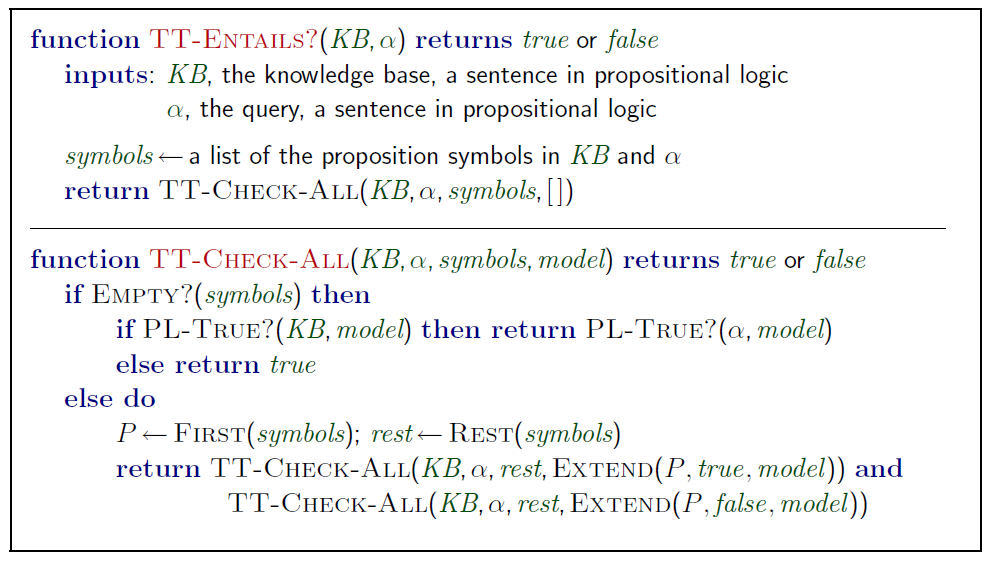 function TT-ENTAILS?(KB, α) returns true or false
inputs: KB, the knowledge base, a sentence in propositional logic
α, the query, a sentence in propositional logic
symbols ← a list of the proposition symbols in KB and α
return TT-CHECK-ALL(KB, α, symbols, [ ])
function TT-CHECK-ALL(KB, α, symbols, model) returns true or false
if EMPTY?(symbols) then
if PL-TRUE?(KB, model) then return PL-TRUE?(α, model)
else return true
else do
P ← FIRST(symbols); rest ← REST(symbols)
return TT-CHECK-ALL(KB, α, rest, EXTEND(P, true, model)) and
TT-CHECK-ALL(KB, α, rest, EXTEND(P, false, model))